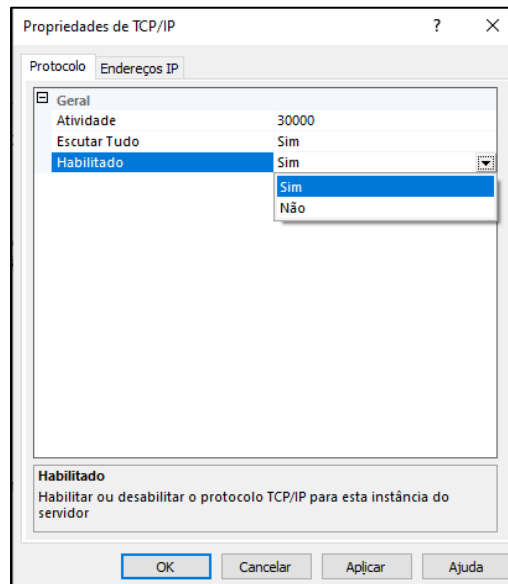 Propriedades de TCP/IP ? X
Protocolo Endereços IP
Geral
Atividade 30000
Escutar Tudo Sim
Habilitado Sim
Sim
Não
Habilitado
Habilitar ou desabilitar o protocolo TCP/IP para esta instância do
servidor
OK Cancelar Aplicar Ajuda